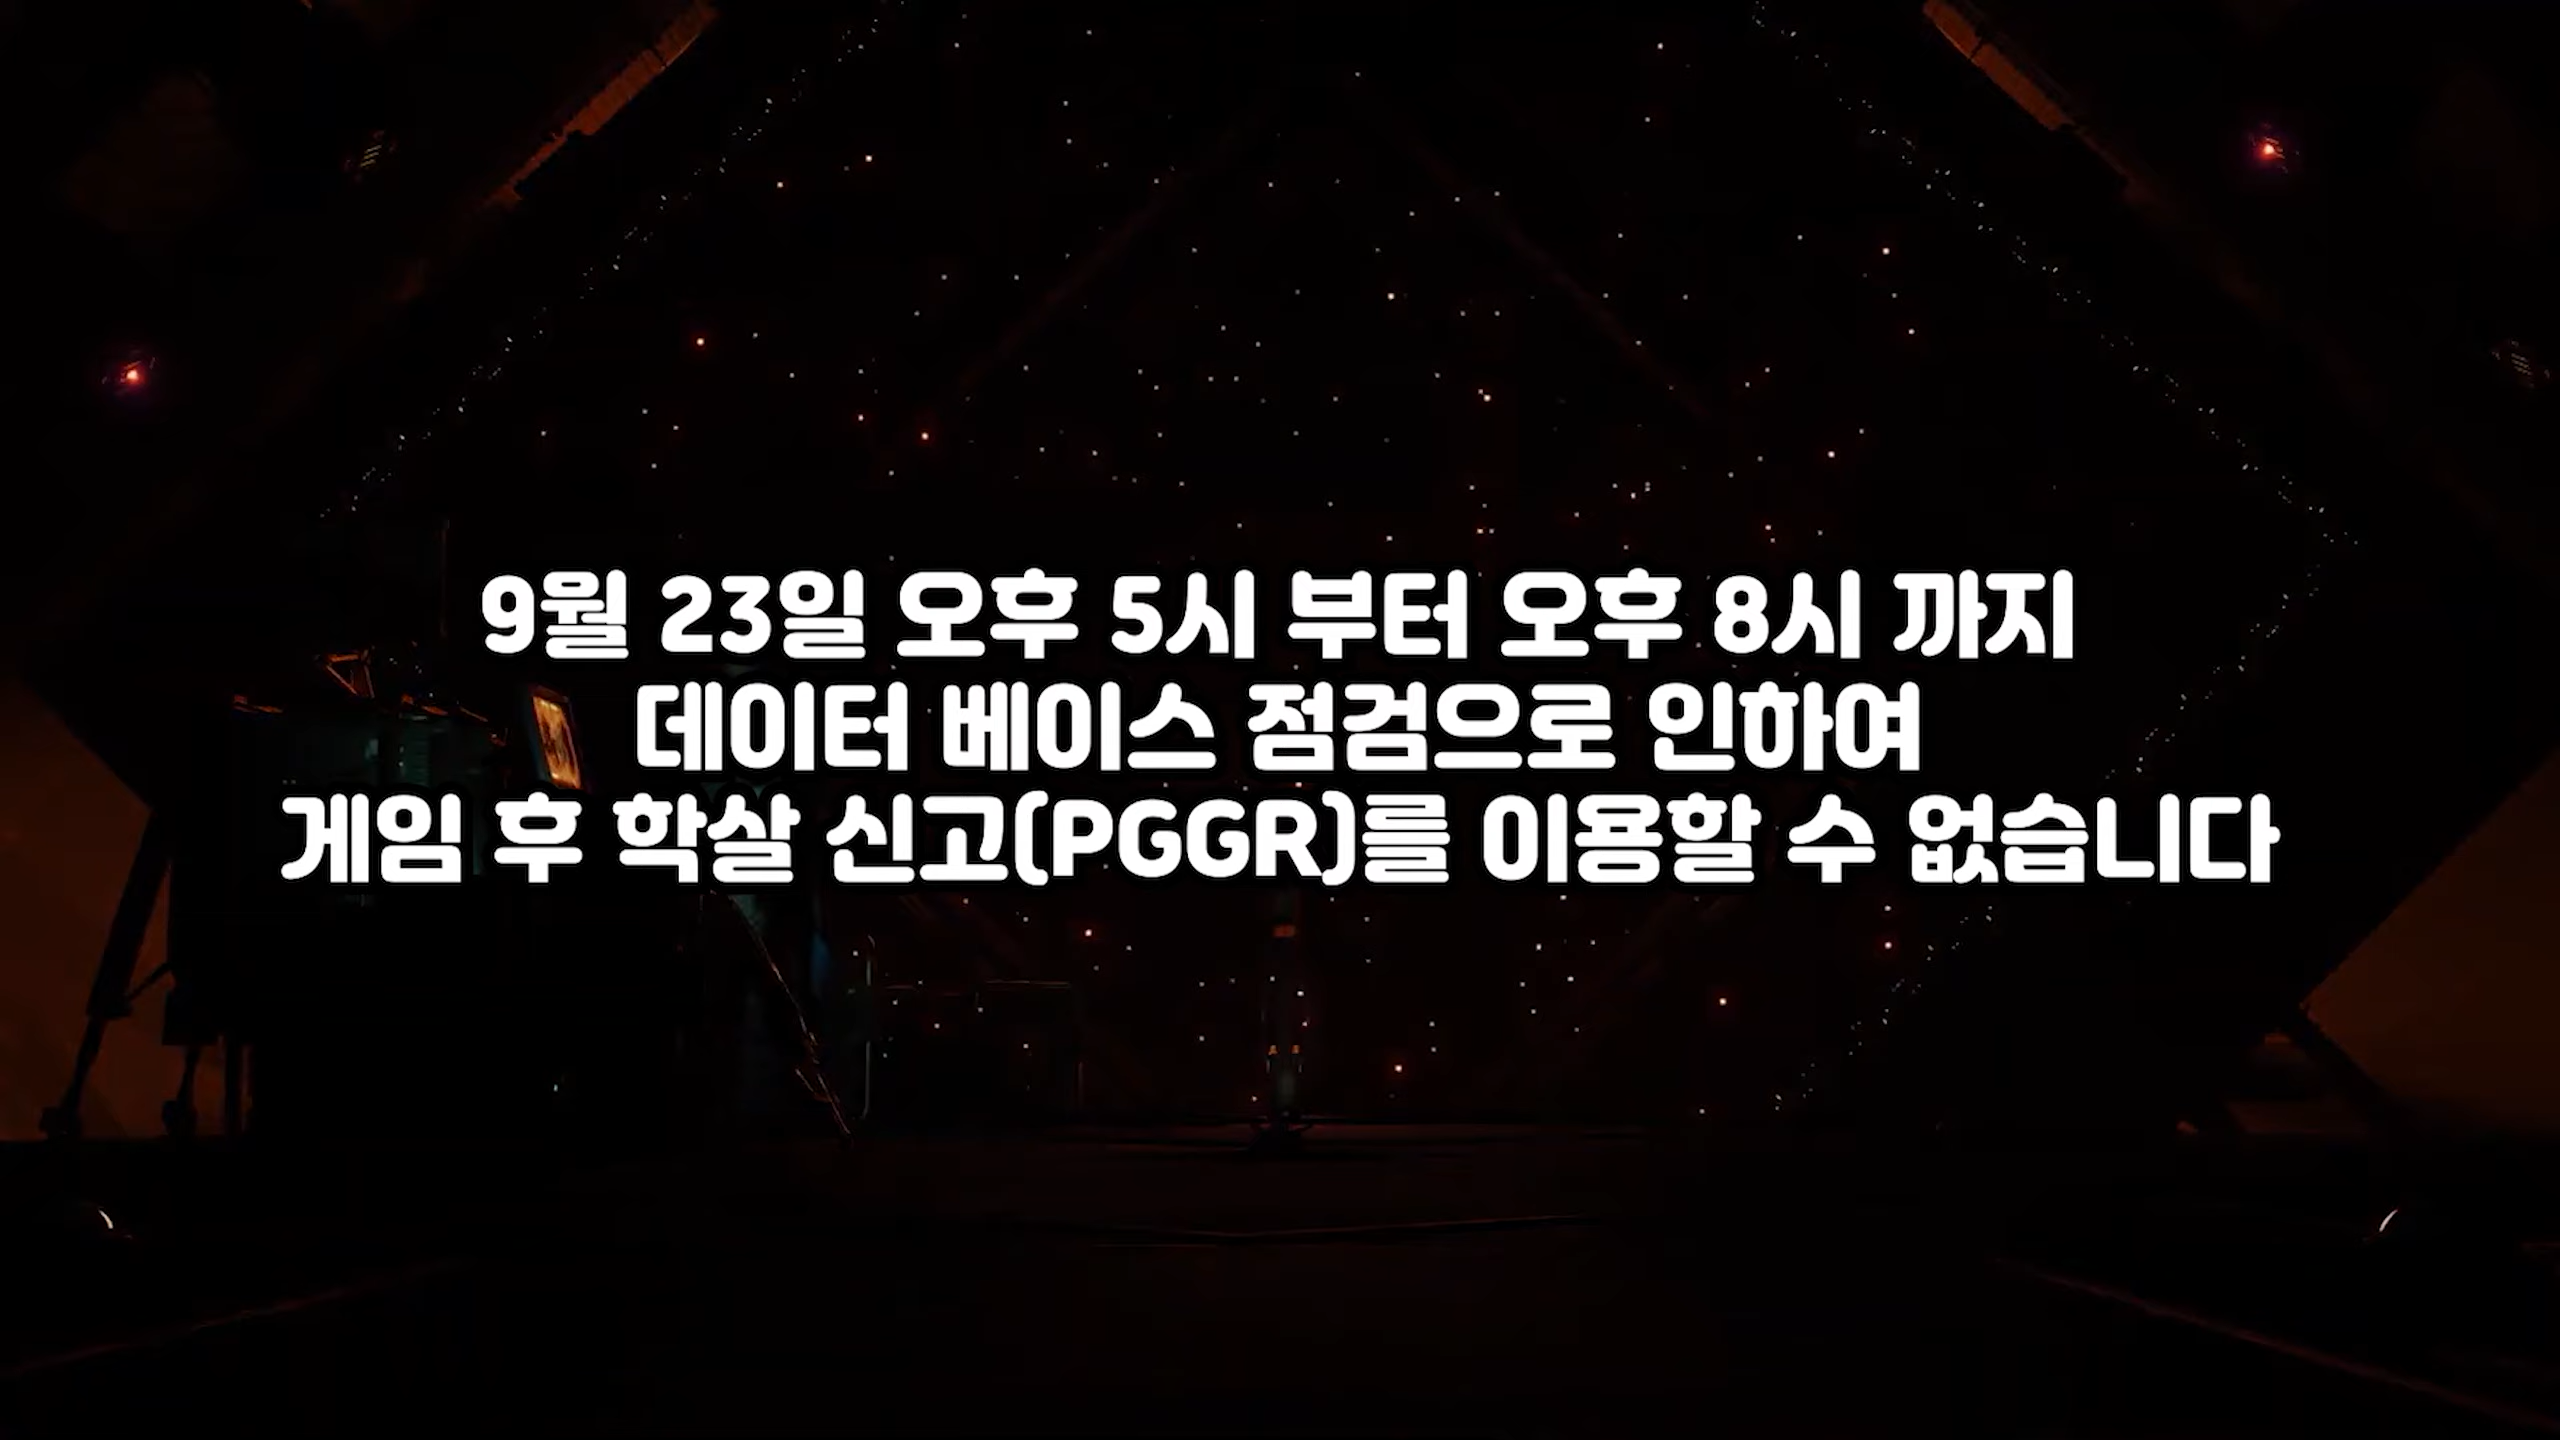 9월 23일 오후 5시 부터 오후 8시 까지
데이터 베이스 점검으로 인하여
게임 후 학살 신고(PGGR)를 이용할 수 없습니다